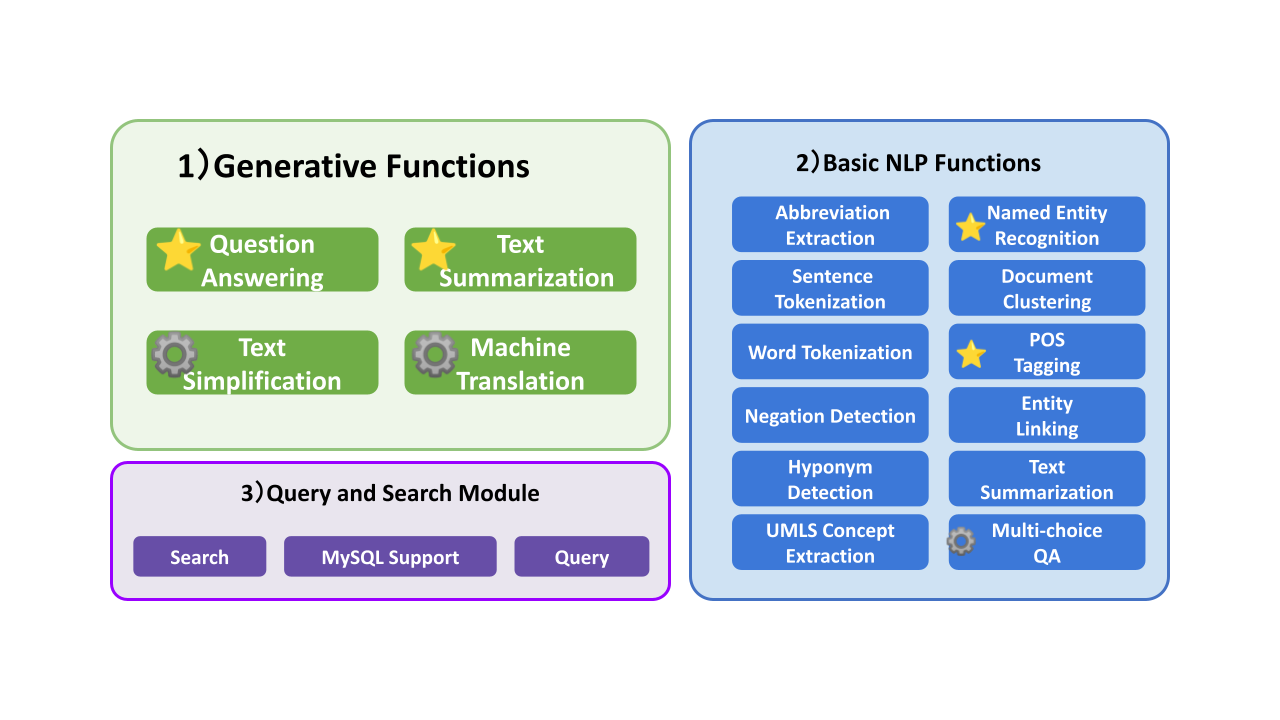 1）Generative Functions
Question
Answering
Text
Summarization
Text
Simplification
Machine
Translation
2）Basic NLP Functions
Abbreviation
Extraction
Named Entity
Recognition
Sentence
Tokenization
Document
Clustering
Word Tokenization
POS
Tagging
Negation Detection
Entity
Linking
Hyponym
Detection
Text
Summarization
UMLS Concept
Extraction
Multi-choice
QA
3）Query and Search Module
Search
MySQL Support
Query